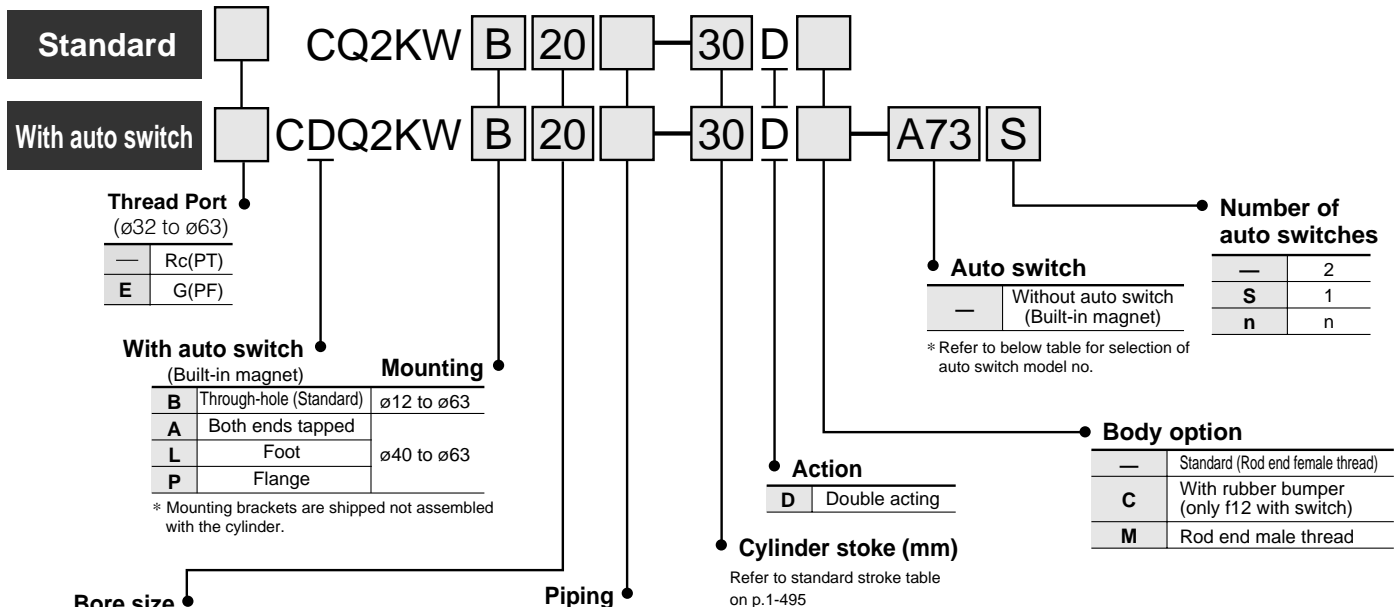 Standard CQ2KW B 20 — 30 D
With auto switch CDQ2KW B 20 — 30 D — A73 S
Thread Port
(ø32 to ø63)
— Rc(PT)
E G(PF)
Number of
auto switches
— 2
S 1
n n
Auto switch
— Without auto switch
(Built-in magnet)
* Refer to below table for selection of
auto switch model no.
With auto switch
(Built-in magnet)
Mounting
B Through-hole (Standard) ø12 to ø63
A Both ends tapped
L Foot ø40 to ø63
P Flange
* Mounting brackets are shipped not assembled
with the cylinder.
Body option
— Standard (Rod end female thread)
C With rubber bumper
(only f12 with switch)
M Rod end male thread
Action
D Double acting
Cylinder stoke (mm)
Refer to standard stroke table
on p.1-495
Bore size
Piping